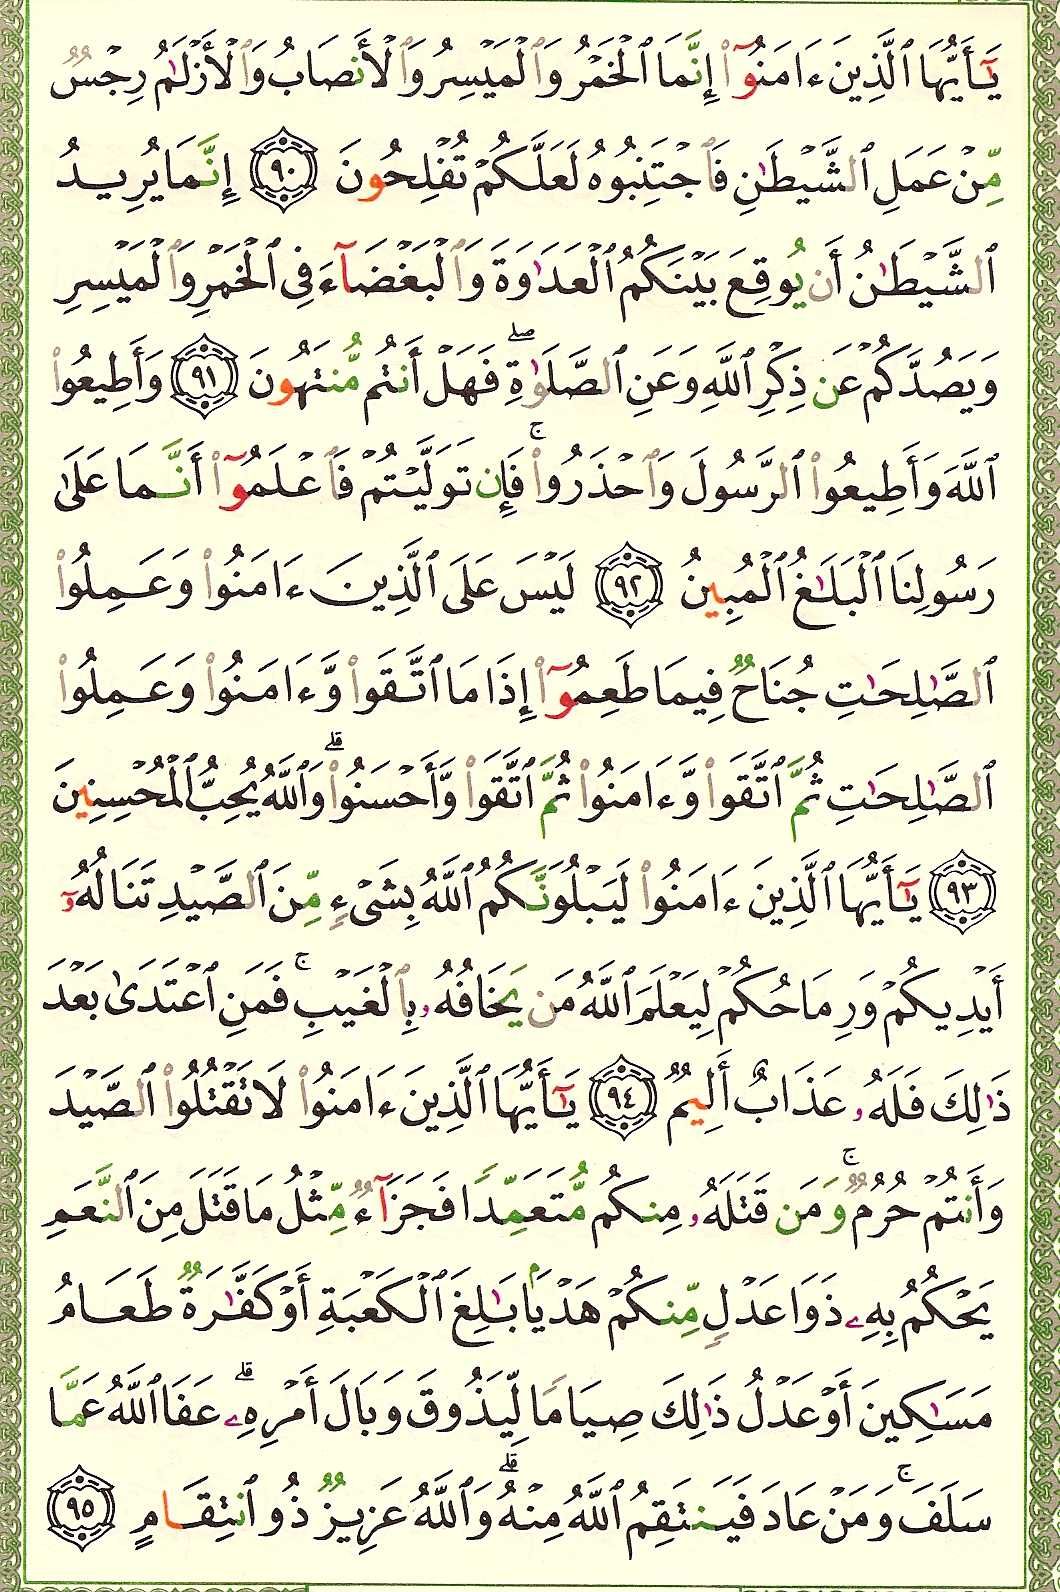 يَٰٓأَيُّهَا ٱلَّذِينَ ءَامَنُوٓا۟ إِنَّمَا ٱلْخَمْرُ وَٱلْمَيْسِرُ وَٱلْأَنصَابُ وَٱلْأَزْلَٰمُ رِجْسٌ
مِّنْ عَمَلِ ٱلشَّيْطَٰنِ فَٱجْتَنِبُوهُ لَعَلَّكُمْ تُفْلِحُونَ ٩٠ إِنَّمَا يُرِيدُ
ٱلشَّيْطَٰنُ أَن يُوقِعَ بَيْنَكُمُ ٱلْعَدَٰوَةَ وَٱلْبَغْضَآءَ فِى ٱلْخَمْرِ وَٱلْمَيْسِرِ
وَيَصُدَّكُمْ عَن ذِكْرِ ٱللَّهِ وَعَنِ ٱلصَّلَوٰةِ ۖ فَهَلْ أَنتُم مُّنتَهُونَ ٩١ وَأَطِيعُوا۟
ٱللَّهَ وَأَطِيعُوا۟ ٱلرَّسُولَ وَٱحْذَرُوا۟ ۚ فَإِن تَوَلَّيْتُمْ فَٱعْلَمُوٓا۟ أَنَّمَا عَلَىٰ
رَسُولِنَا ٱلْبَلَٰغُ ٱلْمُبِينُ ٩٢ لَيْسَ عَلَى ٱلَّذِينَ ءَامَنُوا۟ وَعَمِلُوا۟
ٱلصَّٰلِحَٰتِ جُنَاحٌ فِيمَا طَعِمُوٓا۟ إِذَا مَا ٱتَّقَوا۟ وَّءَامَنُوا۟ وَعَمِلُوا۟
ٱلصَّٰلِحَٰتِ ثُمَّ ٱتَّقَوا۟ وَّءَامَنُوا۟ ثُمَّ ٱتَّقَوا۟ وَّأَحْسَنُوا۟ ۗ وَٱللَّهُ يُحِبُّ ٱلْمُحْسِنِينَ
٩٣ يَٰٓأَيُّهَا ٱلَّذِينَ ءَامَنُوا۟ لَيَبْلُوَنَّكُمُ ٱللَّهُ بِشَىْءٍ مِّنَ ٱلصَّيْدِ تَنَالُهُۥٓ
أَيْدِيكُمْ وَرِمَاحُكُمْ لِيَعْلَمَ ٱللَّهُ مَن يَخَافُهُۥ بِٱلْغَيْبِ ۚ فَمَنِ ٱعْتَدَىٰ بَعْدَ
ذَٰلِكَ فَلَهُۥ عَذَابٌ أَلِيمٌ ٩٤ يَٰٓأَيُّهَا ٱلَّذِينَ ءَامَنُوا۟ لَا تَقْتُلُوا۟ ٱلصَّيْدَ
وَأَنتُمْ حُرُمٌ ۚ وَمَن قَتَلَهُۥ مِنكُم مُّتَعَمِّدًا فَجَزَآءٌ مِّثْلُ مَا قَتَلَ مِنَ ٱلنَّعَمِ
يَحْكُمُ بِهِۦ ذَوَا عَدْلٍ مِّنكُمْ هَدْيًۢا بَٰلِغَ ٱلْكَعْبَةِ أَوْ كَفَّٰرَةٌ طَعَامُ
مَسَٰكِينَ أَوْ عَدْلُ ذَٰلِكَ صِيَامًا لِّيَذُوقَ وَبَالَ أَمْرِهِۦ ۗ عَفَا ٱللَّهُ عَمَّا
سَلَفَ ۚ وَمَنْ عَادَ فَيَنتَقِمُ ٱللَّهُ مِنْهُ ۗ وَٱللَّهُ عَزِيزٌ ذُو ٱنتِقَامٍ ٩٥